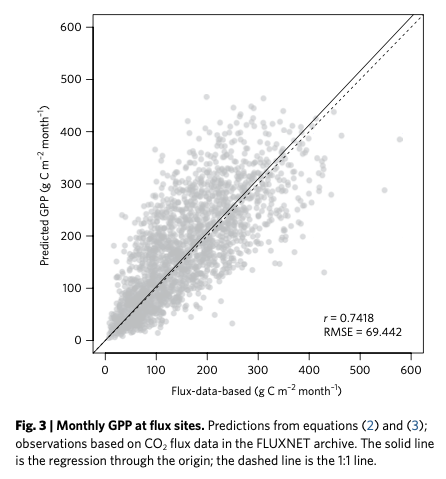 600
500
400
300
200
100
0
Predicted GPP (g C m⁻² month⁻¹)
r = 0.7418
RMSE = 69.442
0 100 200 300 400 500 600
Flux-data-based (g C m⁻² month⁻¹)
Fig. 3 | Monthly GPP at flux sites. Predictions from equations (2) and (3);
observations based on CO₂ flux data in the FLUXNET archive. The solid line
is the regression through the origin; the dashed line is the 1:1 line.